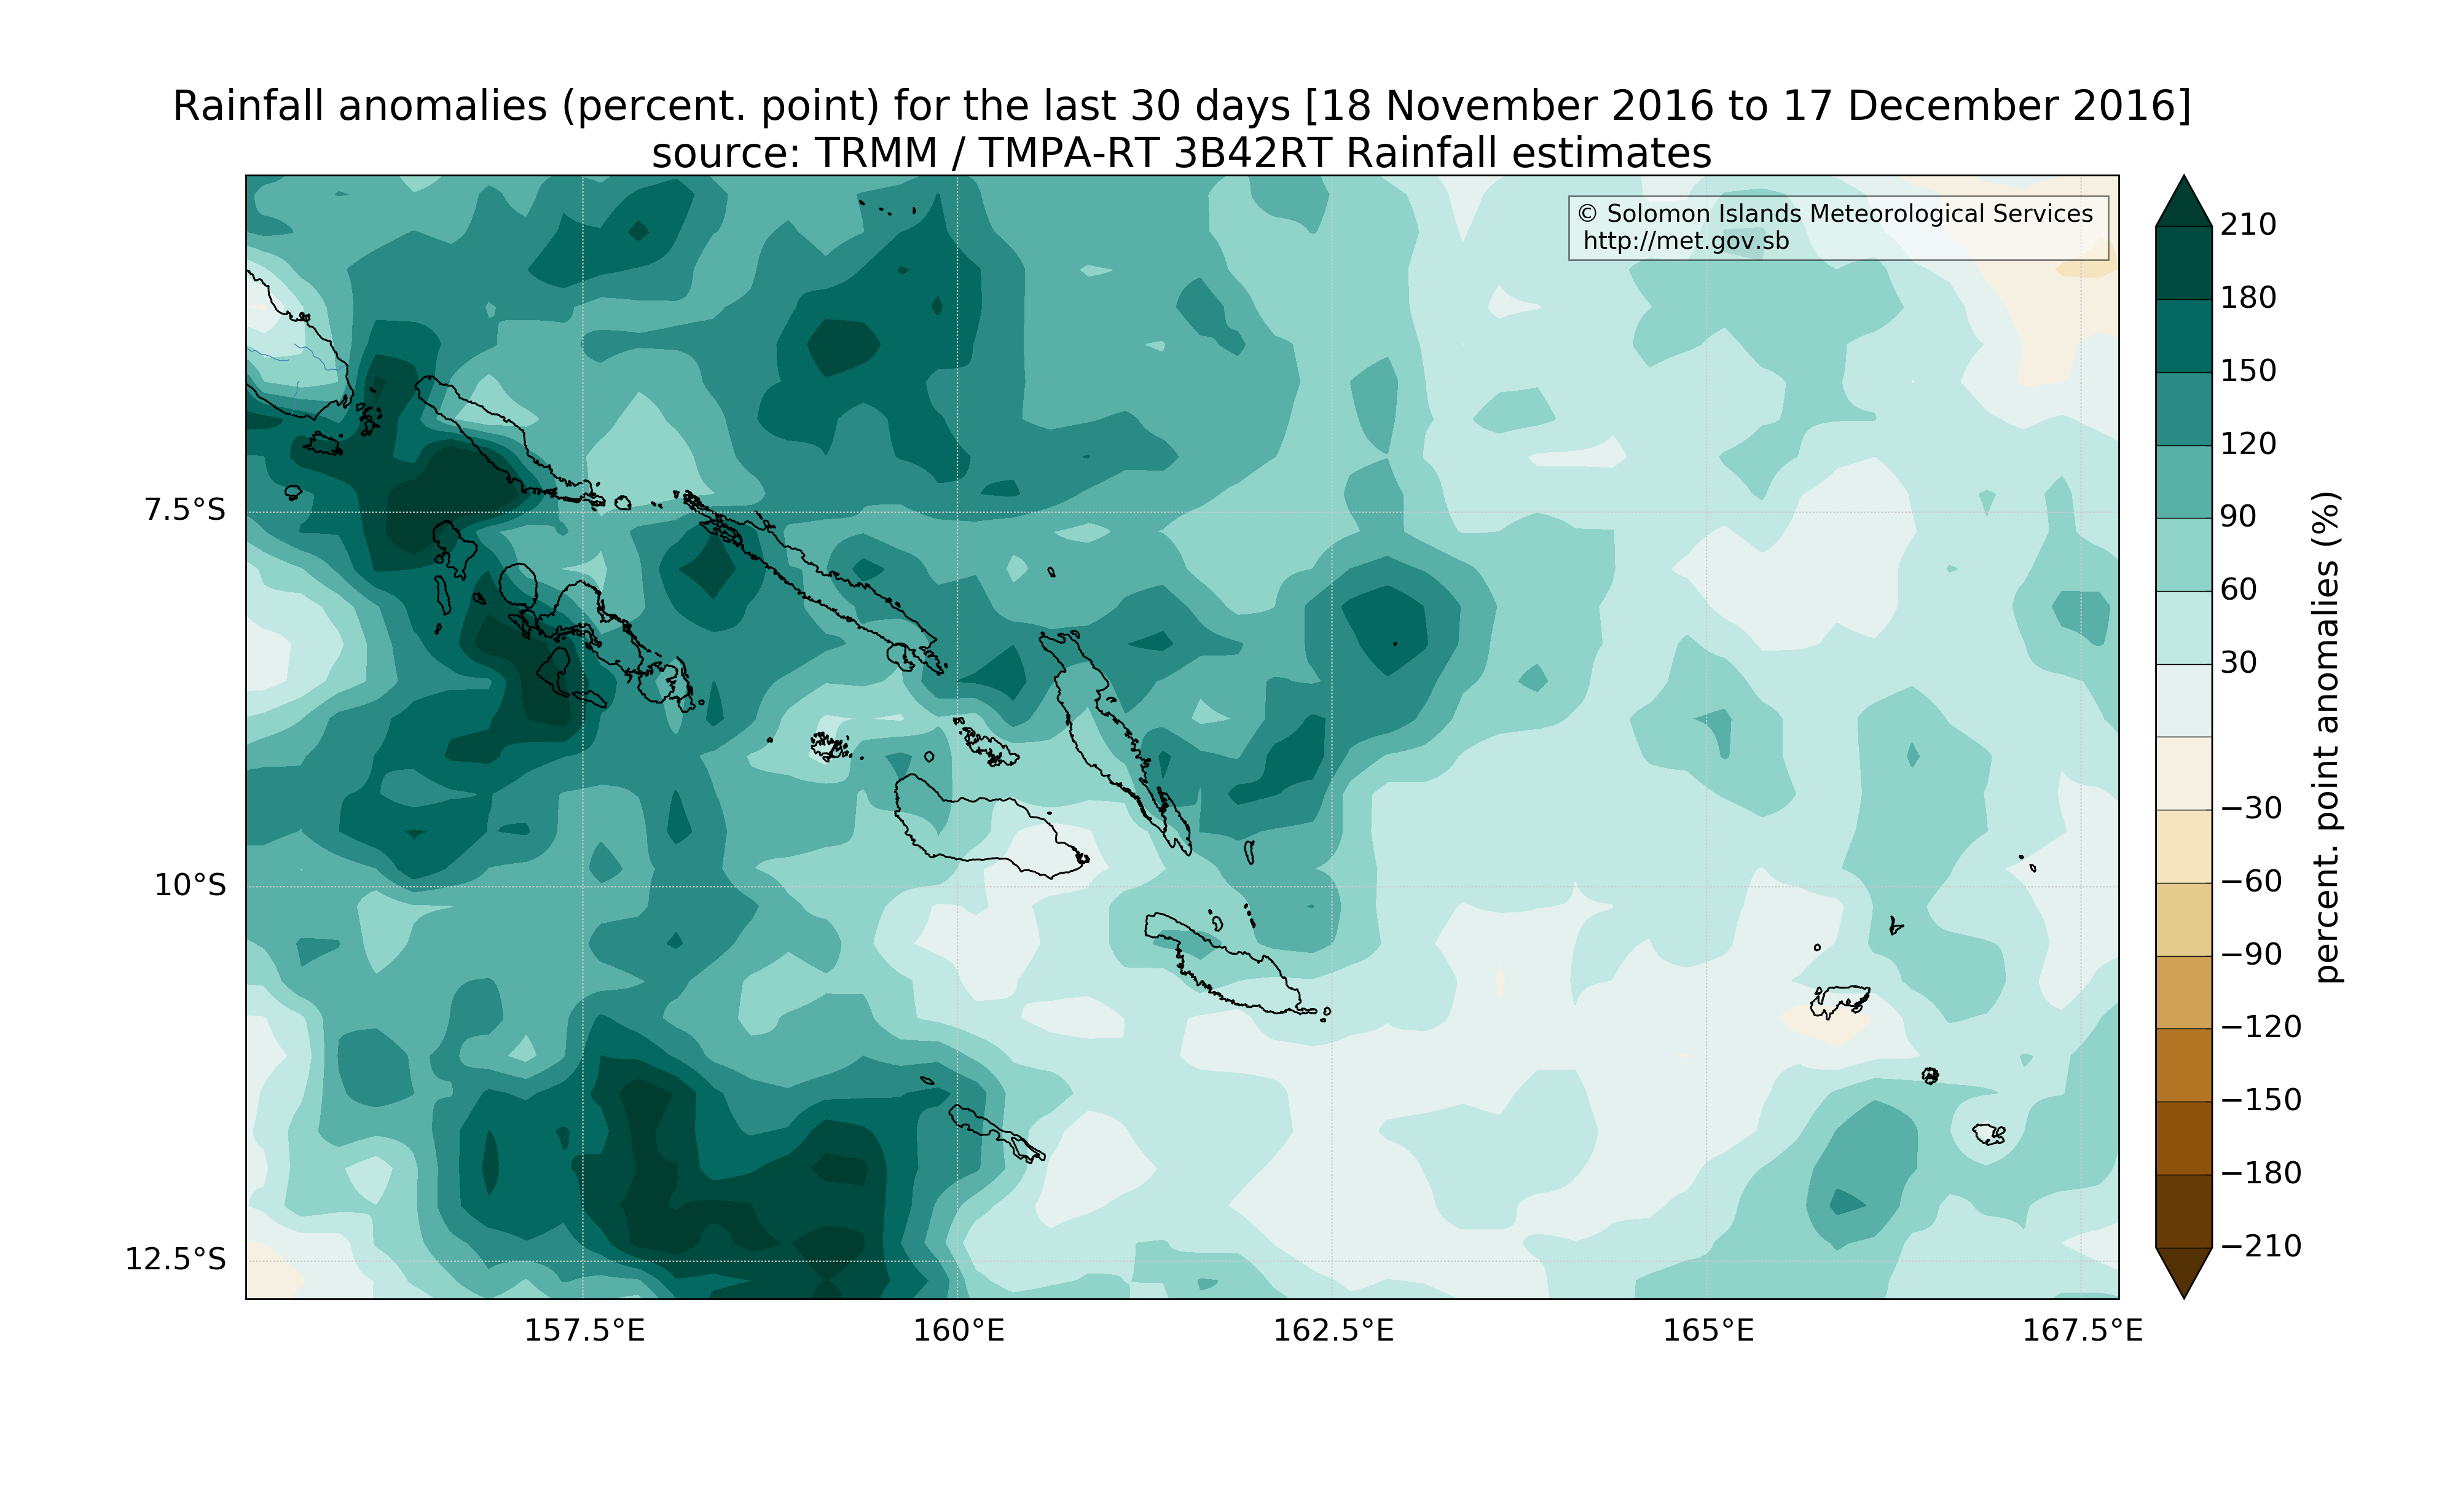 Rainfall anomalies (percent. point) for the last 30 days [18 November 2016 to 17 December 2016]
source: TRMM / TMPA-RT 3B42RT Rainfall estimates
© Solomon Islands Meteorological Services
http://met.gov.sb
7.5°S
10°S
12.5°S
157.5°E
160°E
162.5°E
165°E
167.5°E
210
180
150
120
90
60
30
−30
−60
−90
−120
−150
−180
−210
percent. point anomalies (%)